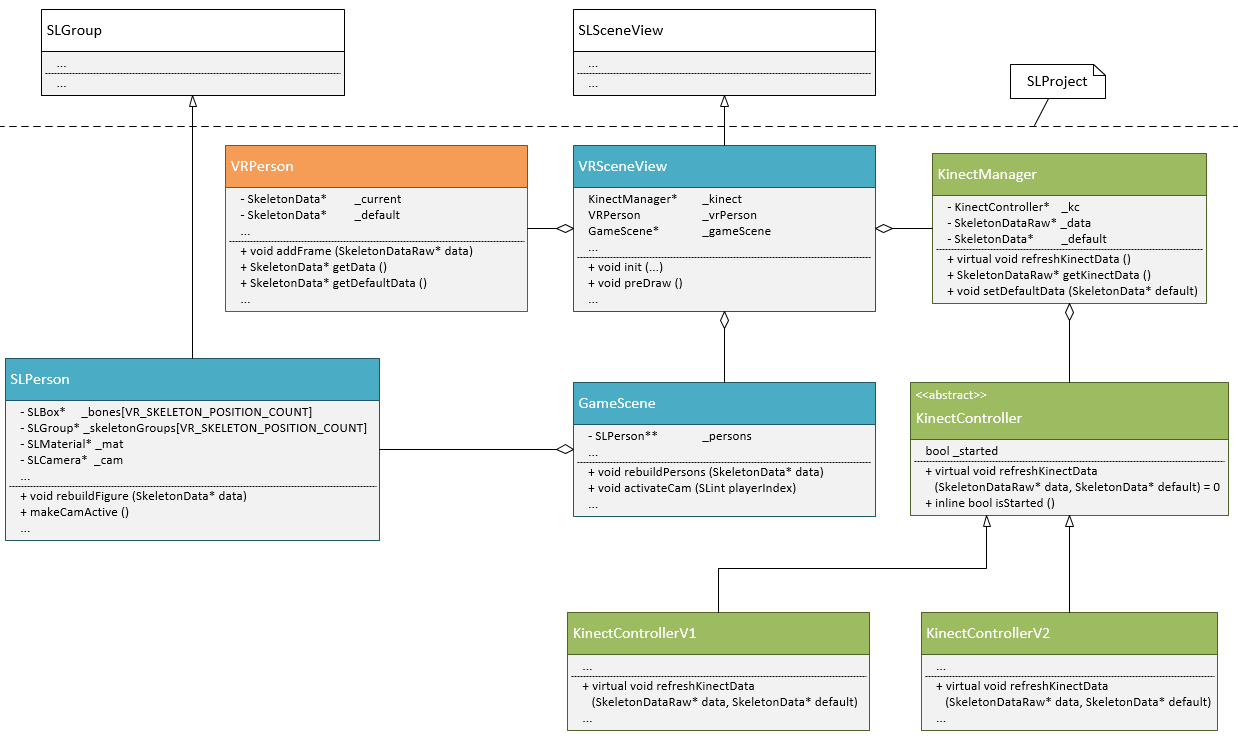 SLGroup
...
...
SLSceneView
...
...
SLProject
VRPerson
- SkeletonData* _current
- SkeletonData* _default
...
+ void addFrame (SkeletonDataRaw* data)
+ SkeletonData* getData ()
+ SkeletonData* getDefaultData ()
...
VRSceneView
KinectManager* _kinect
VRPerson _vrPerson
GameScene* _gameScene
...
+ void init (...)
+ void preDraw ()
...
KinectManager
- KinectController* _kc
- SkeletonDataRaw* _data
- SkeletonData* _default
+ virtual void refreshKinectData ()
+ SkeletonDataRaw* getKinectData ()
+ void setDefaultData (SkeletonData* default)
SLPerson
- SLBox* _bones[VR_SKELETON_POSITION_COUNT]
- SLGroup* _skeletonGroups[VR_SKELETON_POSITION_COUNT]
- SLMaterial* _mat
- SLCamera* _cam
...
+ void rebuildFigure (SkeletonData* data)
+ makeCamActive ()
...
GameScene
- SLPerson** _persons
...
+ void rebuildPersons (SkeletonData* data)
+ void activateCam (SLint playerIndex)
...
<<abstract>>
KinectController
bool _started
+ virtual void refreshKinectData
(SkeletonDataRaw* data, SkeletonData* default) = 0
+ inline bool isStarted ()
KinectControllerV1
...
+ virtual void refreshKinectData
(SkeletonDataRaw* data, SkeletonData* default)
...
KinectControllerV2
...
+ virtual void refreshKinectData
(SkeletonDataRaw* data, SkeletonData* default)
...